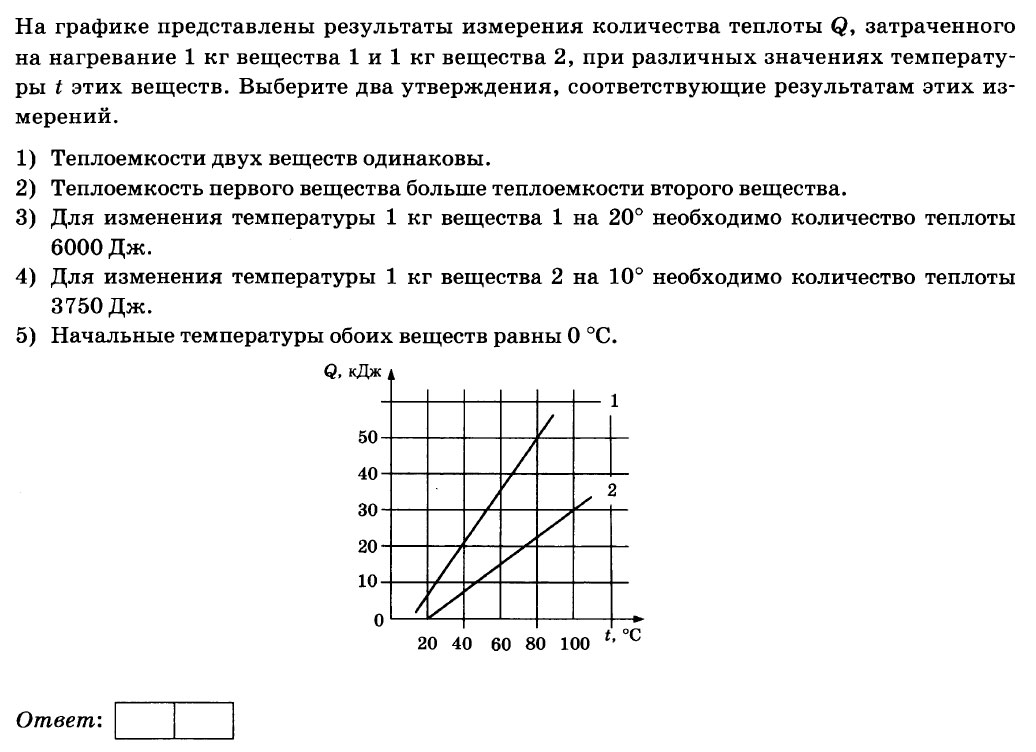 На графике представлены результаты измерения количества теплоты Q, затраченного
на нагревание 1 кг вещества 1 и 1 кг вещества 2, при различных значениях температу-
ры t этих веществ. Выберите два утверждения, соответствующие результатам этих из-
мерений.
1) Теплоемкости двух веществ одинаковы.
2) Теплоемкость первого вещества больше теплоемкости второго вещества.
3) Для изменения температуры 1 кг вещества 1 на 20° необходимо количество теплоты
6000 Дж.
4) Для изменения температуры 1 кг вещества 2 на 10° необходимо количество теплоты
3750 Дж.
5) Начальные температуры обоих веществ равны 0 °С.
Q, кДж
1
50
40
2
30
20
10
0
20 40 60 80 100 t, °С
Ответ: